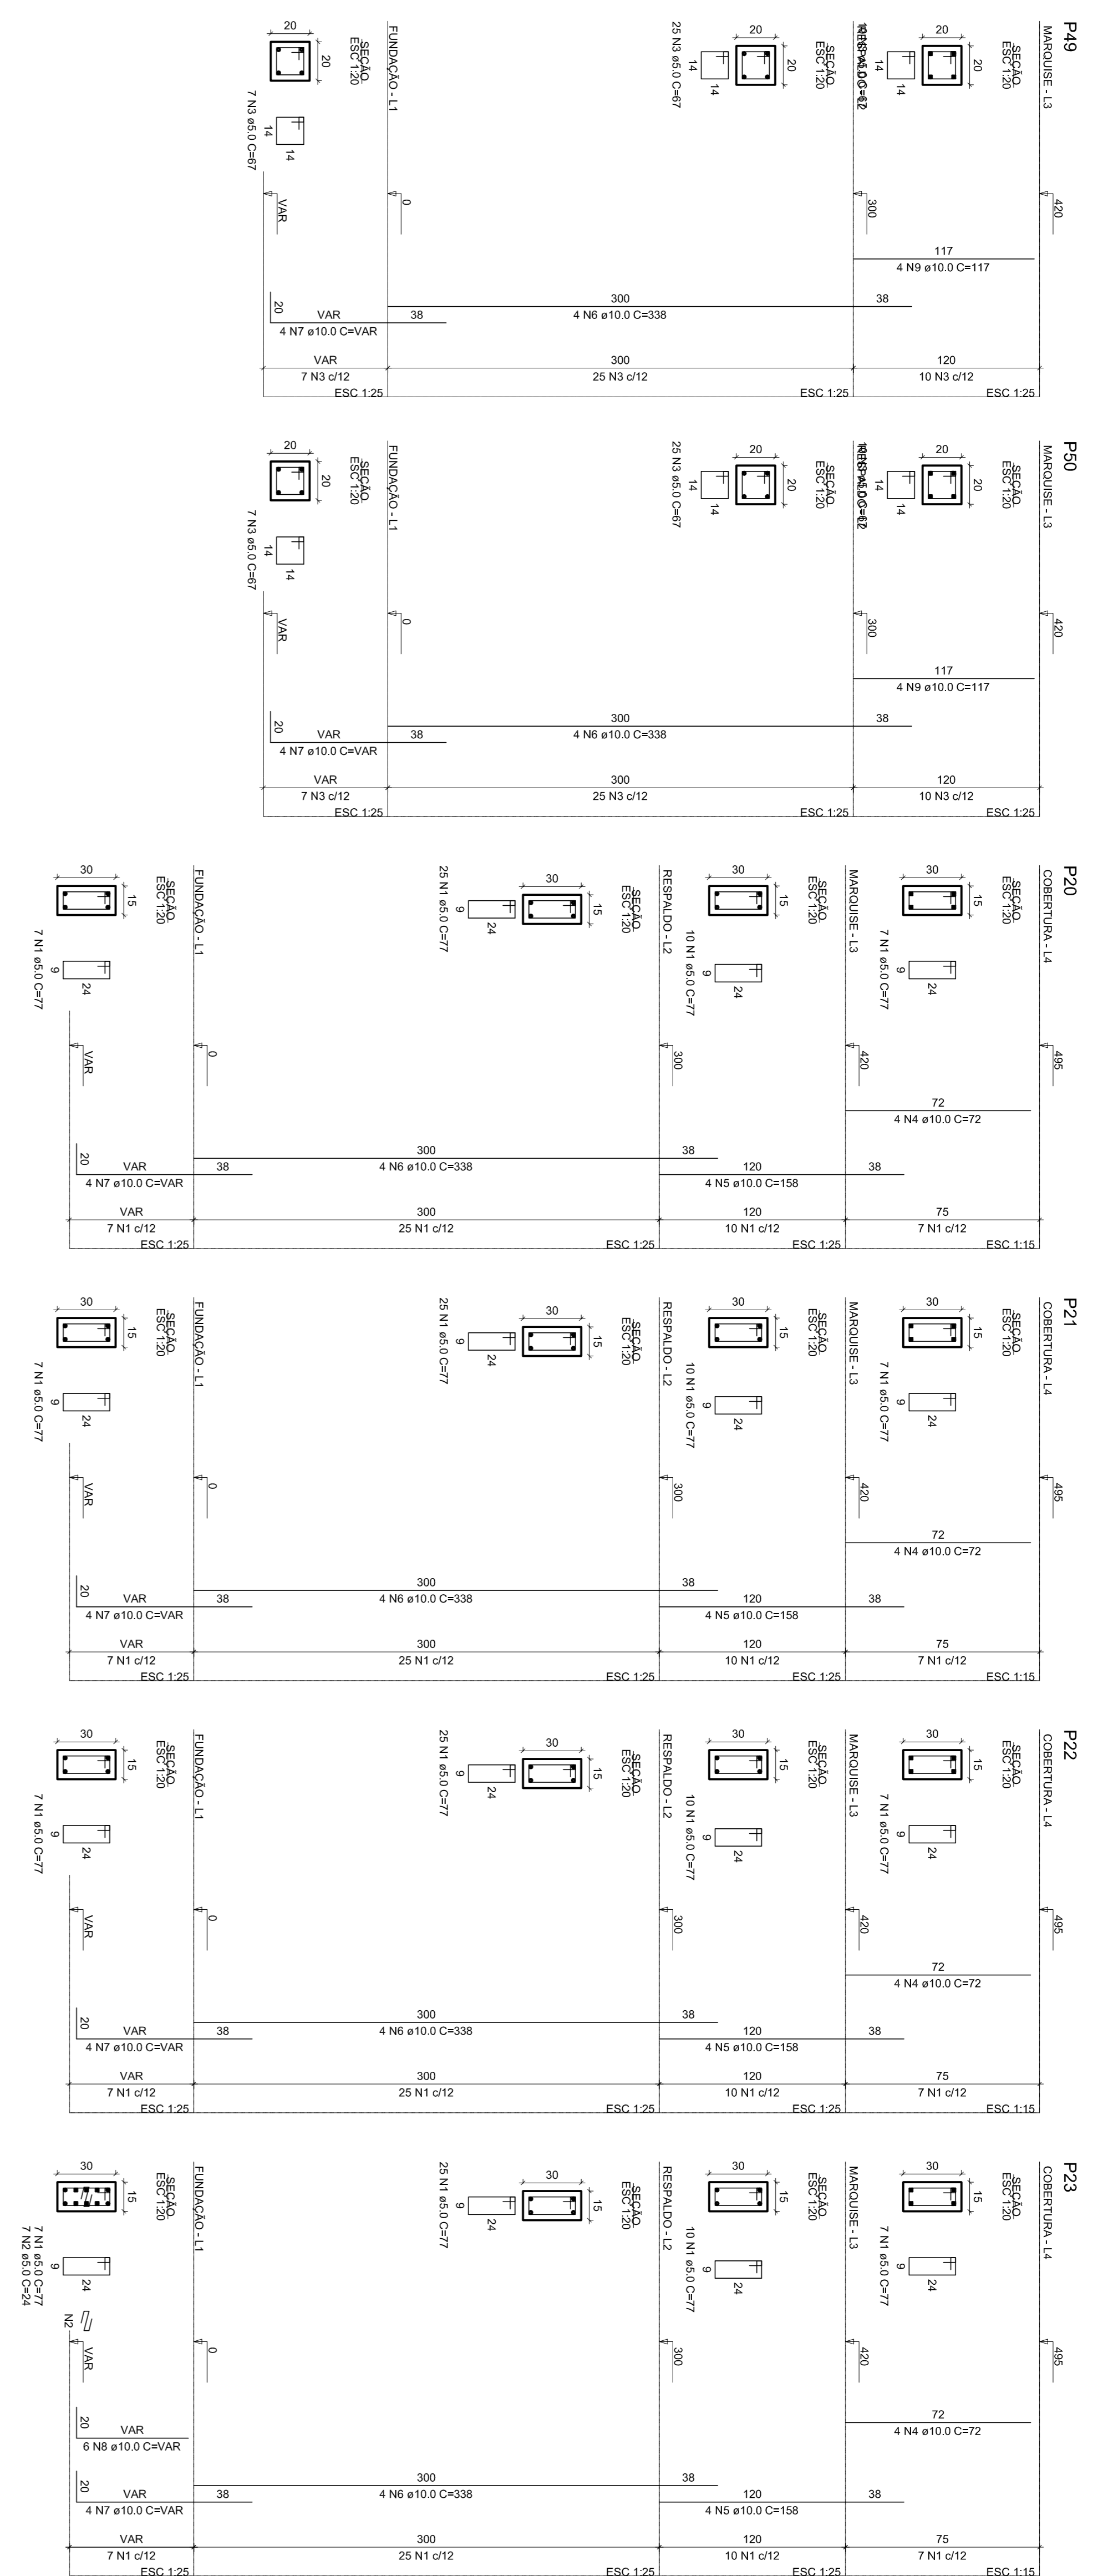 P49
MARQUISE - L3
SEÇÃO
ESC 1:20
20
20
14
14
420
117
4 N9 ø10.0 C=117
120
10 N3 c/12
ESC 1:25
SEÇÃO
ESC 1:20
20
20
14
14
25 N3 ø5.0 C=67
300
300
38
4 N6 ø10.0 C=338
300
25 N3 c/12
ESC 1:25
FUNDAÇÃO - L1
SEÇÃO
ESC 1:20
20
20
14
14
7 N3 ø5.0 C=67
0
VAR
20
VAR
38
4 N7 ø10.0 C=VAR
VAR
7 N3 c/12
ESC 1:25
P50
MARQUISE - L3
SEÇÃO
ESC 1:20
20
20
14
14
420
117
4 N9 ø10.0 C=117
120
10 N3 c/12
ESC 1:25
SEÇÃO
ESC 1:20
20
20
14
14
25 N3 ø5.0 C=67
300
300
38
4 N6 ø10.0 C=338
300
25 N3 c/12
ESC 1:25
FUNDAÇÃO - L1
SEÇÃO
ESC 1:20
20
20
14
14
7 N3 ø5.0 C=67
0
VAR
20
VAR
38
4 N7 ø10.0 C=VAR
VAR
7 N3 c/12
ESC 1:25
P20
COBERTURA - L4
SEÇÃO
ESC 1:20
30
15
9
24
7 N1 ø5.0 C=77
495
72
4 N4 ø10.0 C=72
75
7 N1 c/12
ESC 1:15
MARQUISE - L3
SEÇÃO
ESC 1:20
30
15
9
24
10 N1 ø5.0 C=77
420
120
38
4 N5 ø10.0 C=158
120
10 N1 c/12
ESC 1:25
RESPALDO - L2
SEÇÃO
ESC 1:20
30
15
9
24
25 N1 ø5.0 C=77
300
300
38
4 N6 ø10.0 C=338
300
25 N1 c/12
ESC 1:25
FUNDAÇÃO - L1
SEÇÃO
ESC 1:20
30
15
9
24
7 N1 ø5.0 C=77
0
VAR
20
VAR
38
4 N7 ø10.0 C=VAR
VAR
7 N1 c/12
ESC 1:25
P21
COBERTURA - L4
SEÇÃO
ESC 1:20
30
15
9
24
7 N1 ø5.0 C=77
495
72
4 N4 ø10.0 C=72
75
7 N1 c/12
ESC 1:15
MARQUISE - L3
SEÇÃO
ESC 1:20
30
15
9
24
10 N1 ø5.0 C=77
420
120
38
4 N5 ø10.0 C=158
120
10 N1 c/12
ESC 1:25
RESPALDO - L2
SEÇÃO
ESC 1:20
30
15
9
24
25 N1 ø5.0 C=77
300
300
38
4 N6 ø10.0 C=338
300
25 N1 c/12
ESC 1:25
FUNDAÇÃO - L1
SEÇÃO
ESC 1:20
30
15
9
24
7 N1 ø5.0 C=77
0
VAR
20
VAR
38
4 N7 ø10.0 C=VAR
VAR
7 N1 c/12
ESC 1:25
P22
COBERTURA - L4
SEÇÃO
ESC 1:20
30
15
9
24
7 N1 ø5.0 C=77
495
72
4 N4 ø10.0 C=72
75
7 N1 c/12
ESC 1:15
MARQUISE - L3
SEÇÃO
ESC 1:20
30
15
9
24
10 N1 ø5.0 C=77
420
120
38
4 N5 ø10.0 C=158
120
10 N1 c/12
ESC 1:25
RESPALDO - L2
SEÇÃO
ESC 1:20
30
15
9
24
25 N1 ø5.0 C=77
300
300
38
4 N6 ø10.0 C=338
300
25 N1 c/12
ESC 1:25
FUNDAÇÃO - L1
SEÇÃO
ESC 1:20
30
15
9
24
7 N1 ø5.0 C=77
0
VAR
20
VAR
38
4 N7 ø10.0 C=VAR
VAR
7 N1 c/12
ESC 1:25
P23
COBERTURA - L4
SEÇÃO
ESC 1:20
30
15
9
24
7 N1 ø5.0 C=77
495
72
4 N4 ø10.0 C=72
75
7 N1 c/12
ESC 1:15
MARQUISE - L3
SEÇÃO
ESC 1:20
30
15
9
24
10 N1 ø5.0 C=77
420
120
38
4 N5 ø10.0 C=158
120
10 N1 c/12
ESC 1:25
RESPALDO - L2
SEÇÃO
ESC 1:20
30
15
9
24
25 N1 ø5.0 C=77
300
300
38
4 N6 ø10.0 C=338
300
25 N1 c/12
ESC 1:25
FUNDAÇÃO - L1
SEÇÃO
ESC 1:20
30
15
9
24
7 N1 ø5.0 C=77
7 N2 ø5.0 C=24
N2
0
VAR
20
VAR
6 N8 ø10.0 C=VAR
20
VAR
38
4 N7 ø10.0 C=VAR
VAR
7 N1 c/12
ESC 1:25